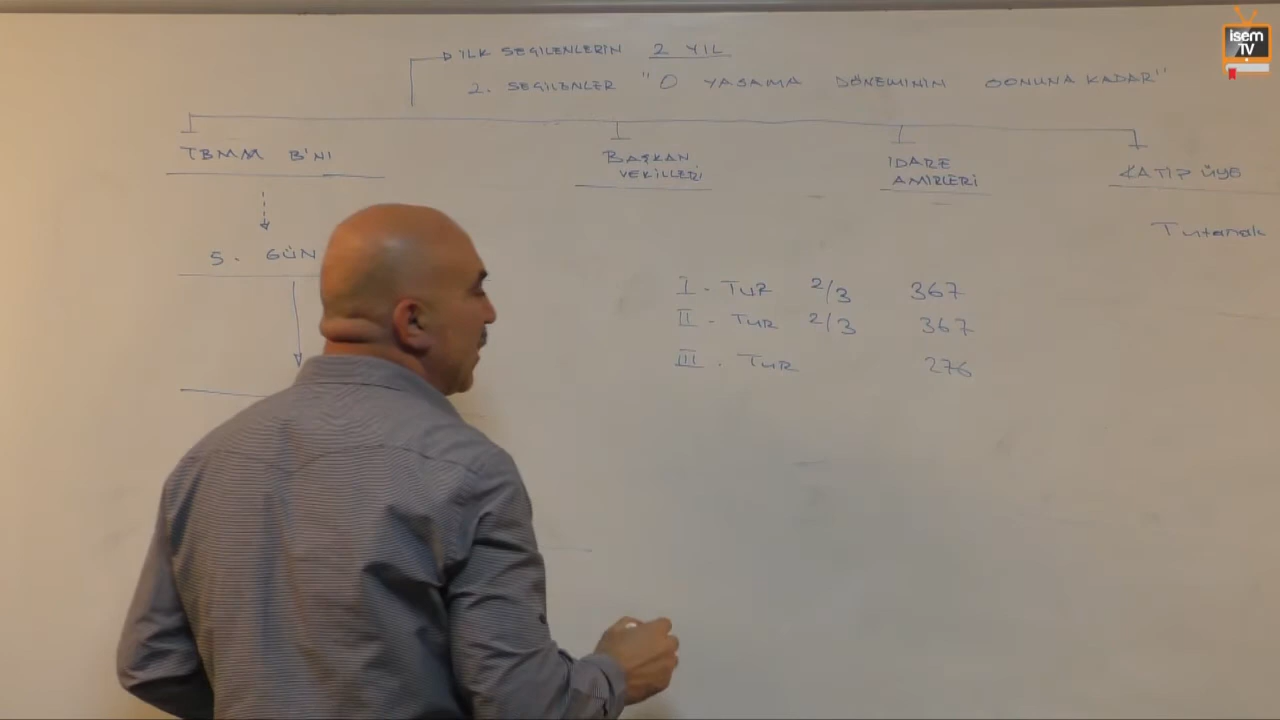 İLK SEÇİLENLERİN 2 YIL
2. SEÇİLENLER "O YASAMA DÖNEMİNİN SONUNA KADAR"
TBMM B'NI
BAŞKAN VEKİLLERİ
İDARE AMİRLERİ
KATİP ÜYE
Tutanak
5. GÜN
I. TUR 2/3 367
II. TUR 2/3 367
III. TUR 276
isem TV